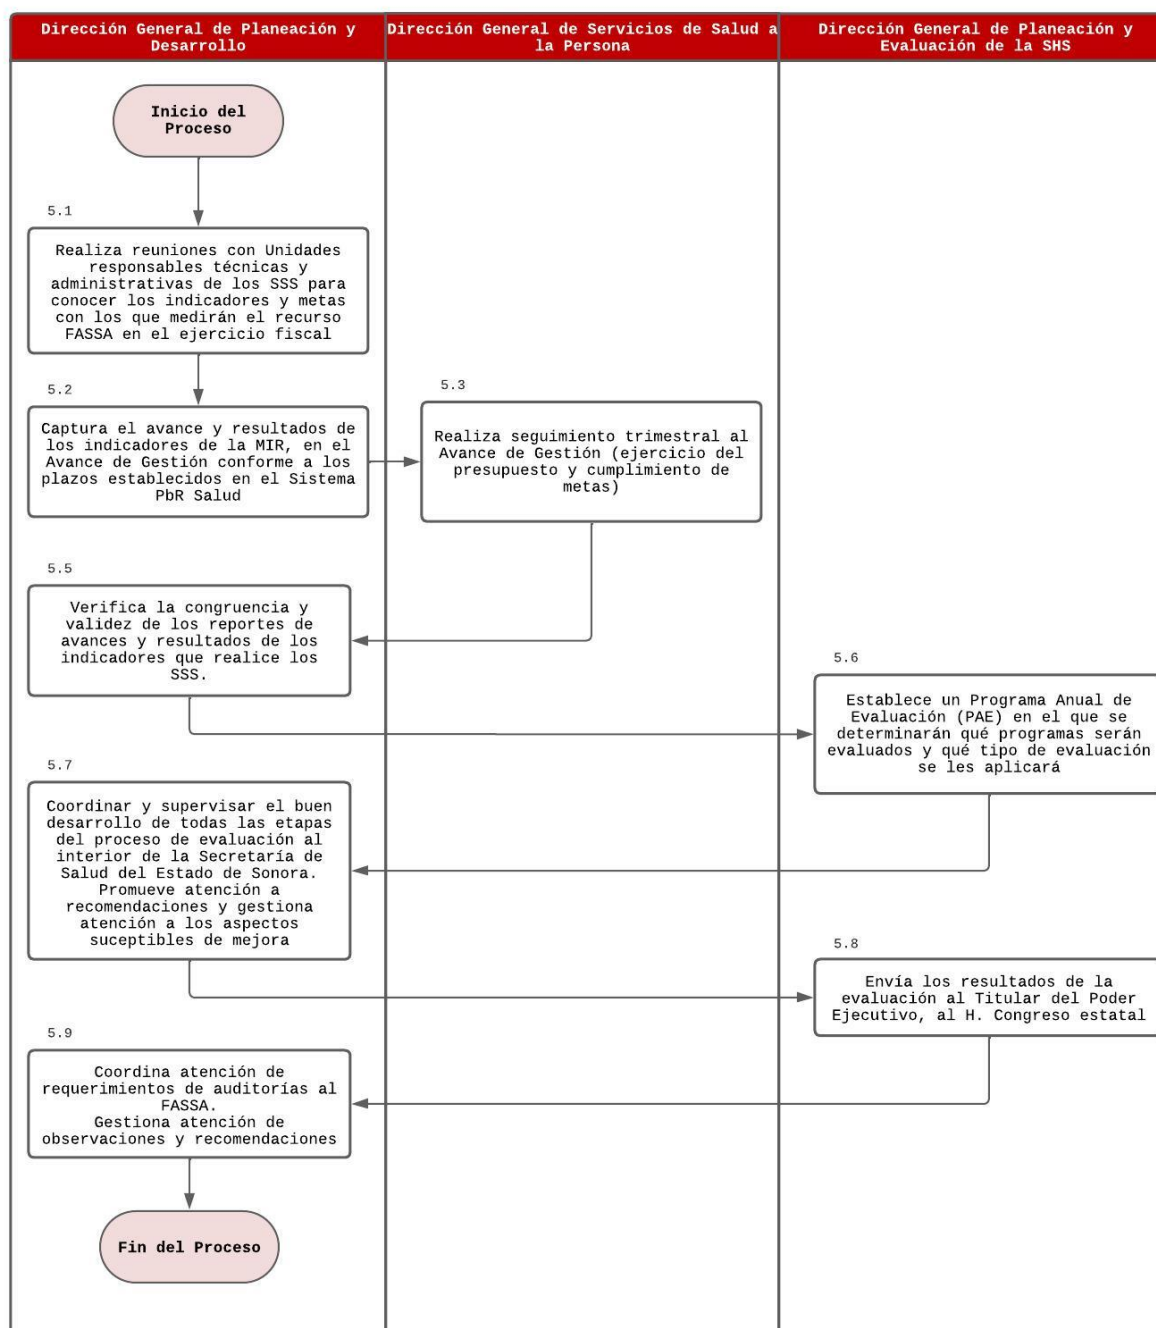 Dirección General de Planeación y
Desarrollo
Dirección General de Servicios de Salud a
la Persona
Dirección General de Planeación y
Evaluación de la SHS
Inicio del
Proceso
5.1
Realiza reuniones con Unidades
responsables técnicas y
administrativas de los SSS para
conocer los indicadores y metas
con los que medirán el recurso
FASSA en el ejercicio fiscal
5.2
Captura el avance y resultados de
los indicadores de la MIR, en el
Avance de Gestión conforme a los
plazos establecidos en el Sistema
PbR Salud
5.3
Realiza seguimiento trimestral al
Avance de Gestión (ejercicio del
presupuesto y cumplimiento de
metas)
5.5
Verifica la congruencia y
validez de los reportes de
avances y resultados de los
indicadores que realice los
SSS.
5.6
Establece un Programa Anual de
Evaluación (PAE) en el que se
determinarán qué programas serán
evaluados y qué tipo de evaluación
se les aplicará
5.7
Coordinar y supervisar el buen
desarrollo de todas las etapas
del proceso de evaluación al
interior de la Secretaría de
Salud del Estado de Sonora.
Promueve atención a
recomendaciones y gestiona
atención a los aspectos
suceptibles de mejora
5.8
Envía los resultados de la
evaluación al Titular del Poder
Ejecutivo, al H. Congreso estatal
5.9
Coordina atención de
requerimientos de auditorías al
FASSA.
Gestiona atención de
observaciones y recomendaciones
Fin del Proceso